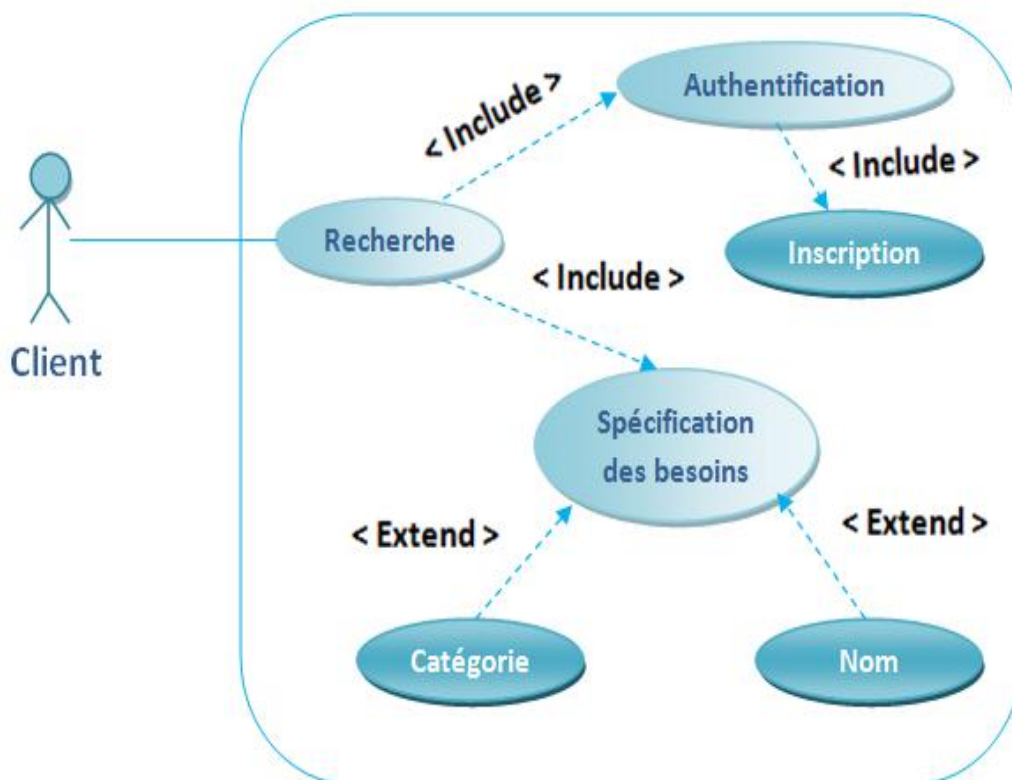 Authentification
< Include >
< Include >
Recherche
Inscription
< Include >
Client
Spécification
des besoins
< Extend >
< Extend >
Catégorie
Nom